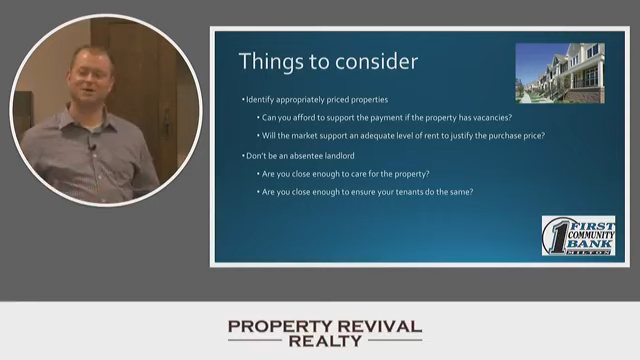 Things to consider
•Identify appropriately priced properties
•Can you afford to support the payment if the property has vacancies?
•Will the market support an adequate level of rent to justify the purchase price?
•Don't be an absentee landlord
•Are you close enough to care for the property?
•Are you close enough to ensure your tenants do the same?
1 FIRST
COMMUNITY
BANK
MILTON
PROPERTY REVIVAL
REALTY